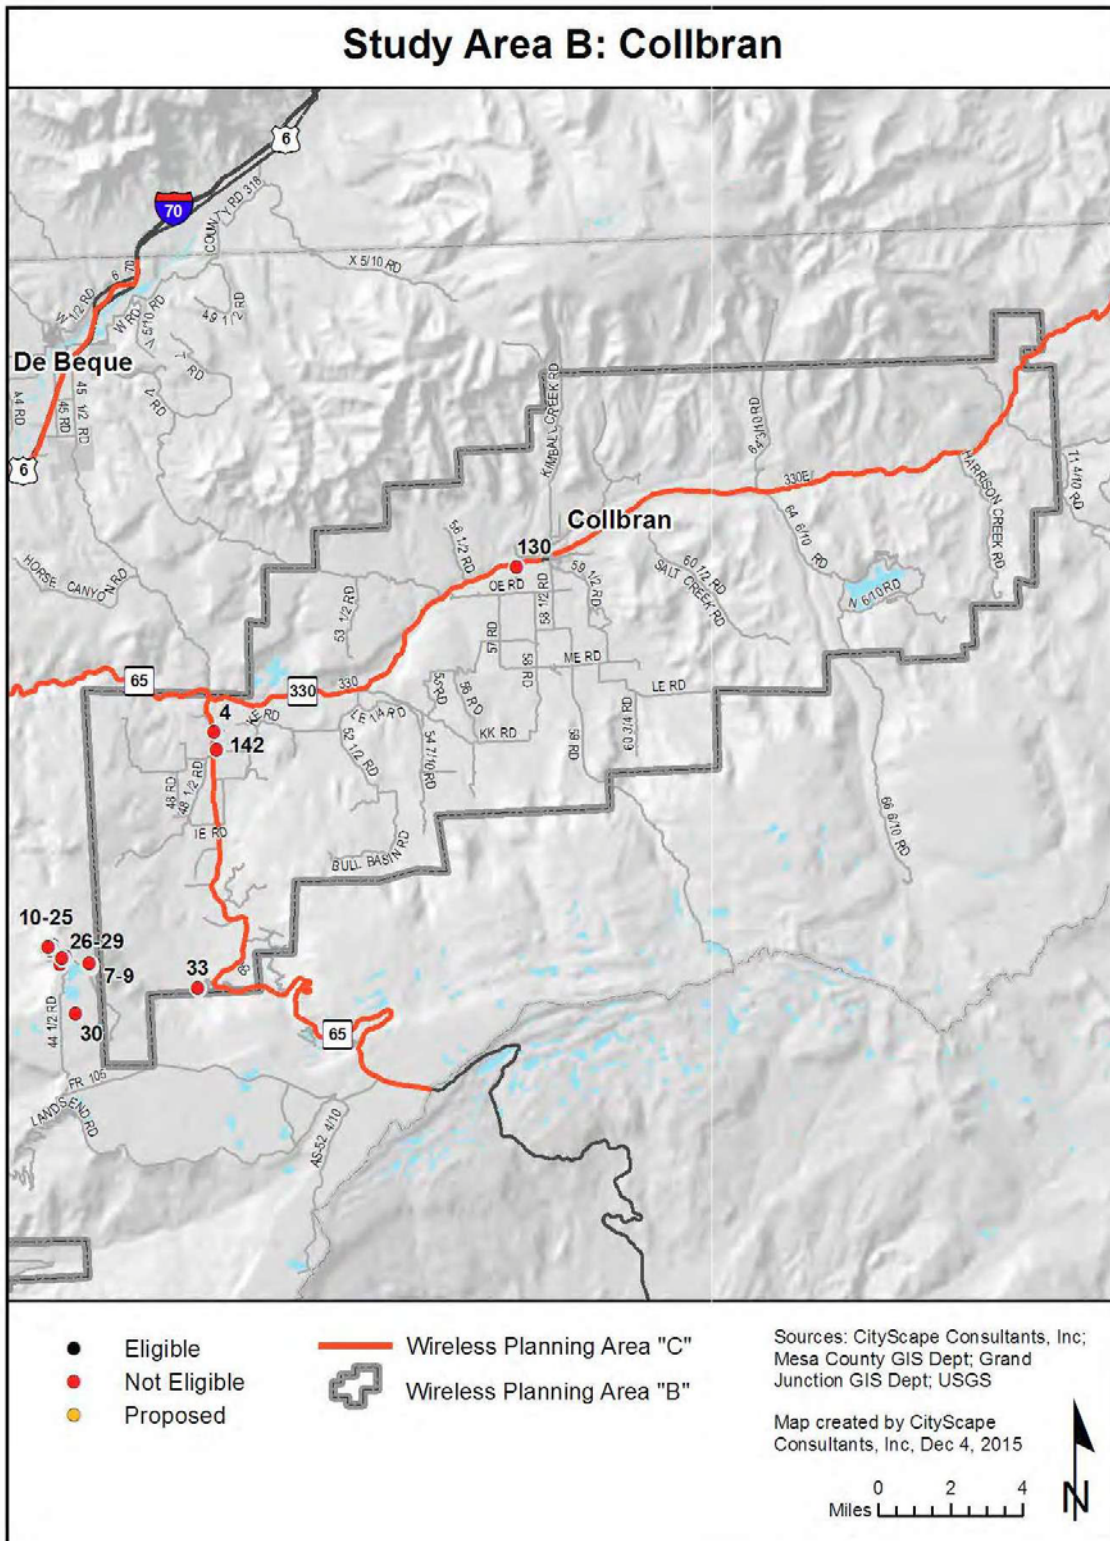 Study Area B: Collbran
6
COUNTY RD 318
70
X 5/10 RD
6
70
W 1/2 RD
W RD
V 5/10 RD
49 1/2 RD
De Beque
T RD
V RD
44 RD
45 RD
45 1/2 RD
6
KIMBALL CREEK RD
64 3/10 RD
HARRISON CREEK RD
11 4/10 RD
330E
64 6/10 RD
Collbran
56 1/2 RD
130
OE RD
59 1/2 RD
60 1/2 RD
SALT CREEK RD
N 6/10 RD
HORSE CANYON RD
53 1/2 RD
58 1/2 RD
57 RD
58 RD
ME RD
LE RD
65
330
330
55 RD
56 RD
4
KE RD
KK RD
52 1/2 RD
54 7/10 RD
59 RD
60 3/4 RD
142
48 RD
48 1/2 RD
IE RD
BULL BASIN RD
66 6/10 RD
10-25
26-29
7-9
33
65
30
44 1/2 RD
65
FR 105
LANDS END RD
AS-52 4/10
Eligible
Not Eligible
Proposed
Wireless Planning Area "C"
Wireless Planning Area "B"
Sources: CityScape Consultants, Inc;
Mesa County GIS Dept; Grand
Junction GIS Dept; USGS
Map created by CityScape
Consultants, Inc, Dec 4, 2015
0 2 4
Miles
N